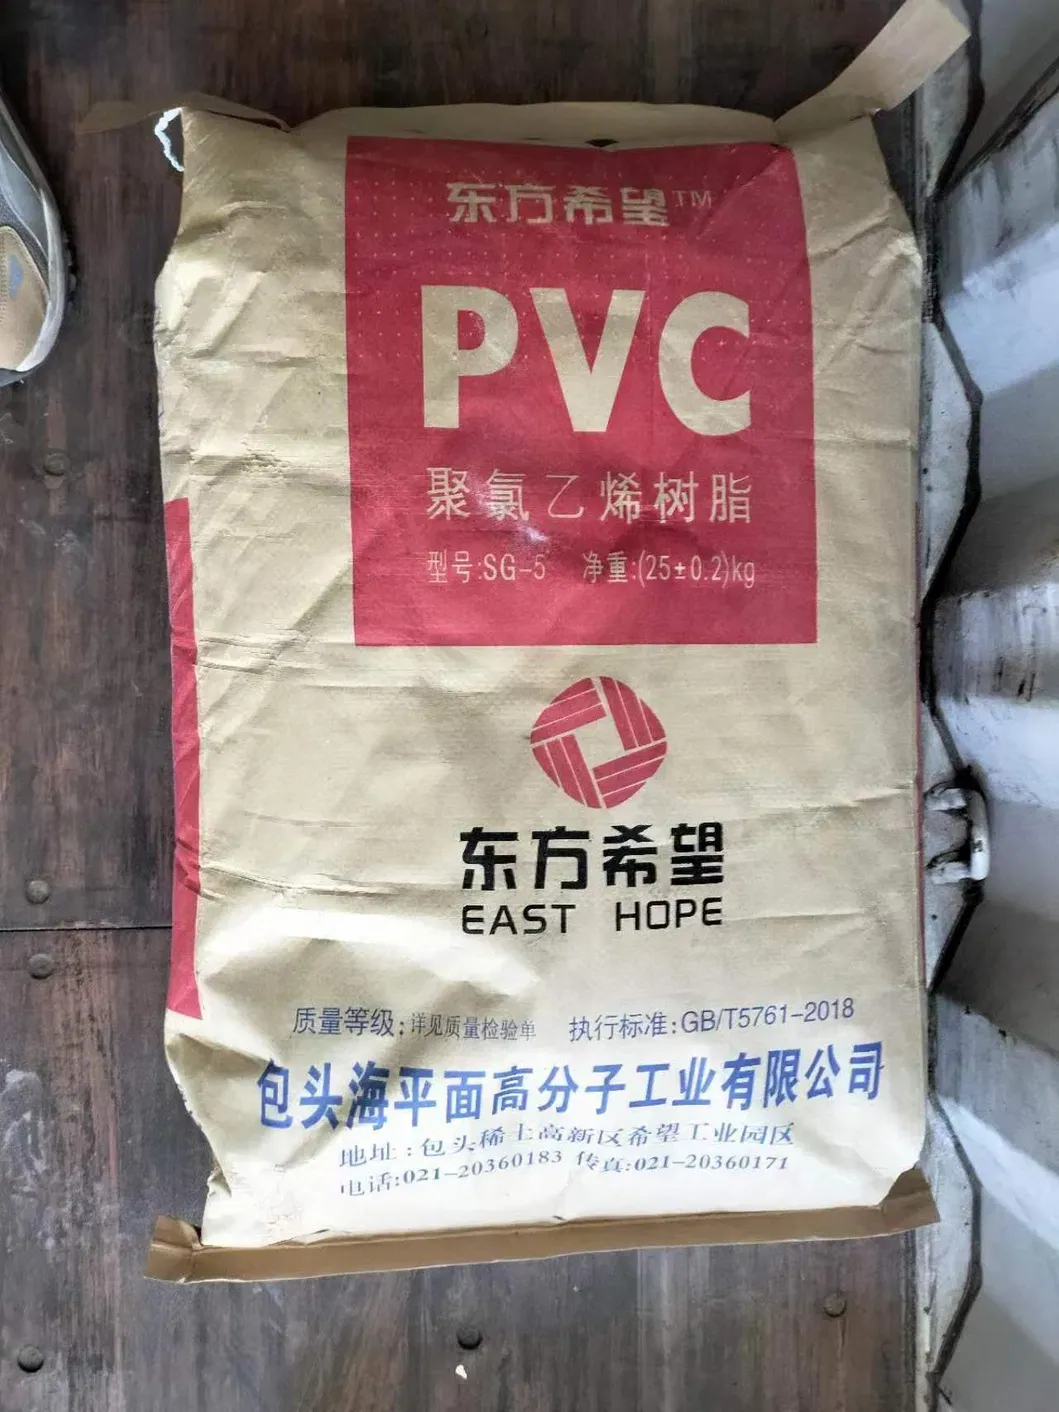 东方希望™
PVC
聚氯乙烯树脂
型号:SG-5 净重:(25±0.2)kg
东方希望
EAST HOPE
质量等级:详见质量检验单 执行标准:GB/T5761-2018
包头海平面高分子工业有限公司
地址:包头稀土高新区希望工业园区
电话:021-20360183 传真:021-20360171